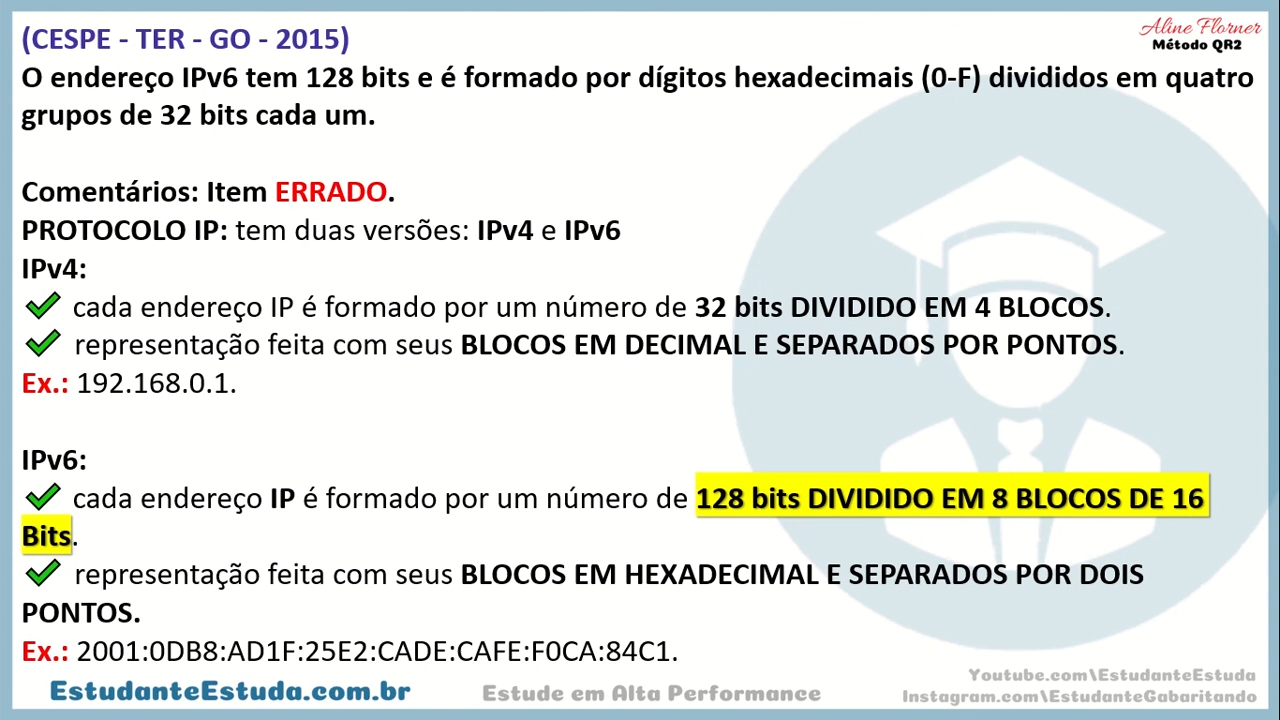 (CESPE - TER - GO - 2015)
Aline Florner
Método QR2
O endereço IPv6 tem 128 bits e é formado por dígitos hexadecimais (0-F) divididos em quatro
grupos de 32 bits cada um.
Comentários: Item ERRADO.
PROTOCOLO IP: tem duas versões: IPv4 e IPv6
IPv4:
✔ cada endereço IP é formado por um número de 32 bits DIVIDIDO EM 4 BLOCOS.
✔ representação feita com seus BLOCOS EM DECIMAL E SEPARADOS POR PONTOS.
Ex.: 192.168.0.1.
IPv6:
✔ cada endereço IP é formado por um número de 128 bits DIVIDIDO EM 8 BLOCOS DE 16
Bits.
✔ representação feita com seus BLOCOS EM HEXADECIMAL E SEPARADOS POR DOIS
PONTOS.
Ex.: 2001:0DB8:AD1F:25E2:CADE:CAFE:F0CA:84C1.
EstudanteEstuda.com.br
Estude em Alta Performance
Youtube.com\EstudanteEstuda
Instagram.com\EstudanteGabaritando